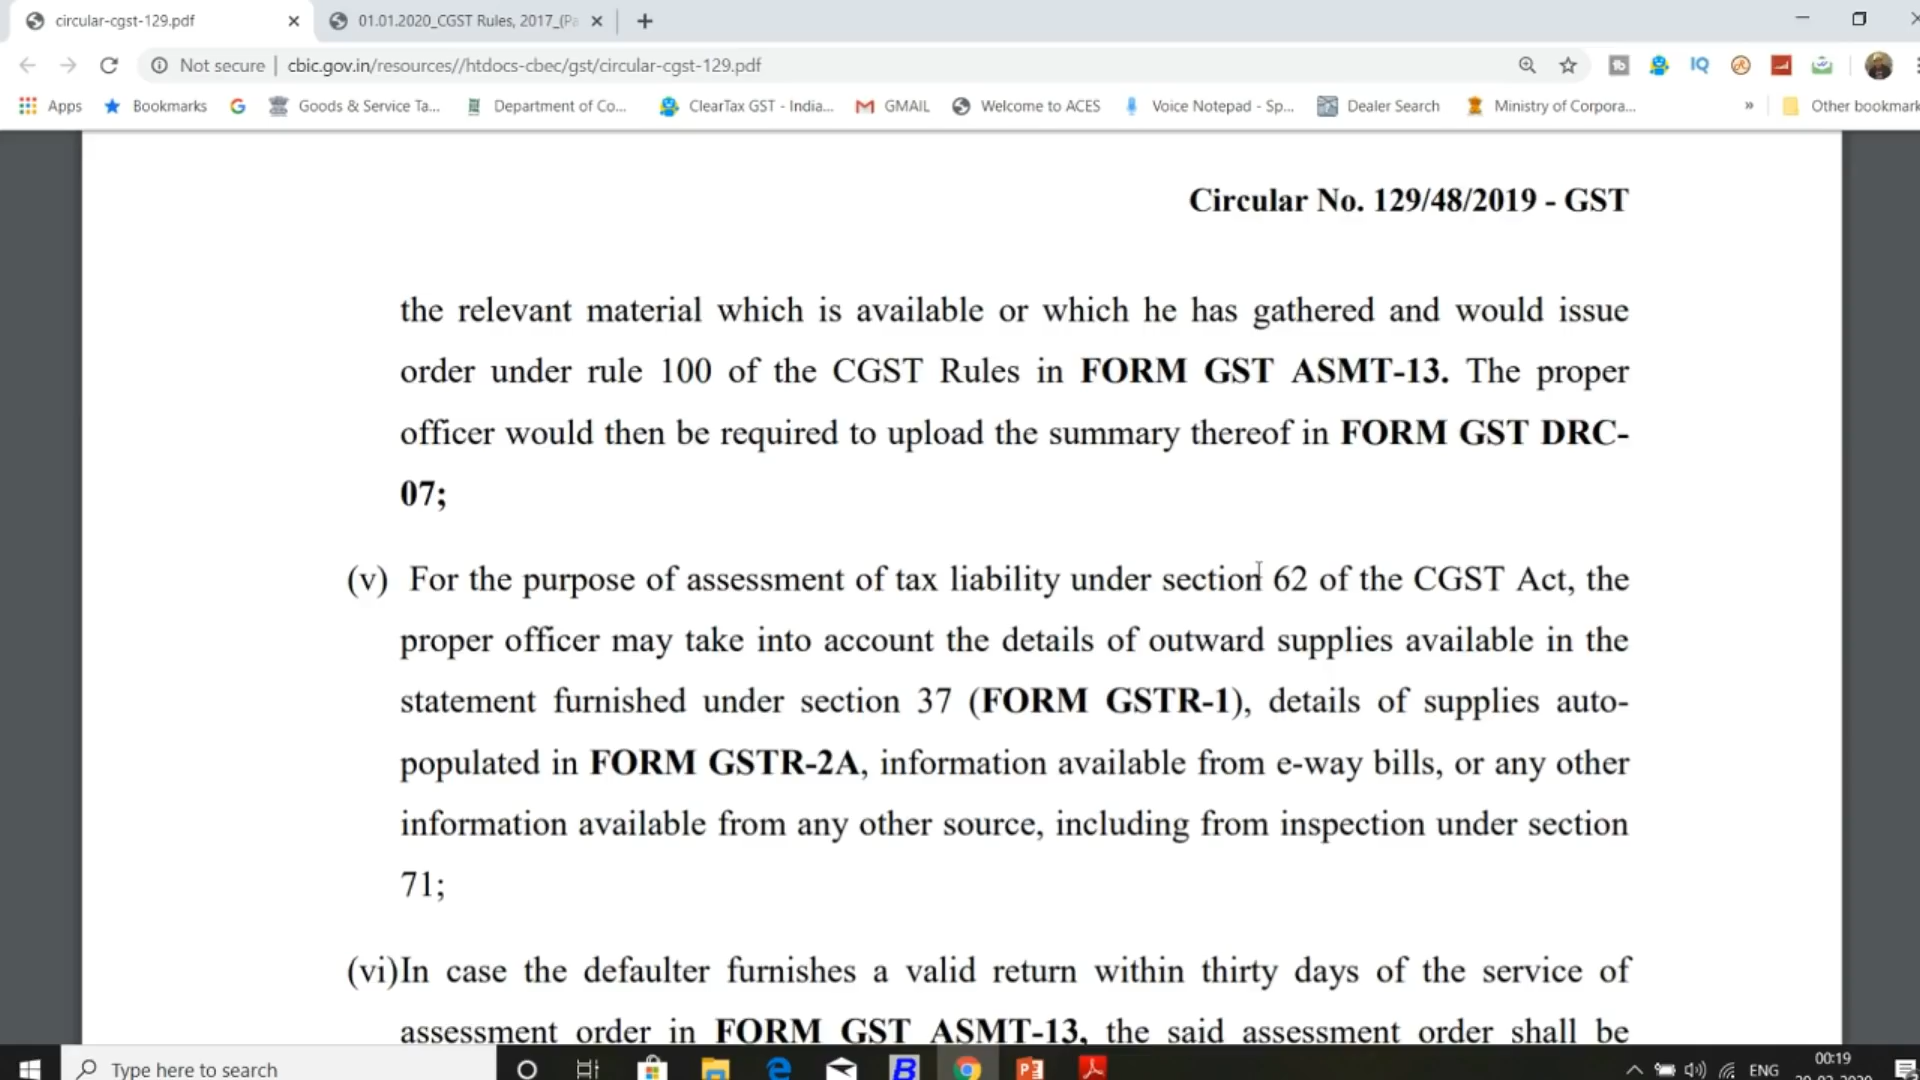 circular-cgst-129.pdf
01.01.2020_CGST Rules, 2017_(Pa
Not secure
cbic.gov.in/resources//htdocs-cbec/gst/circular-cgst-129.pdf
IQ
Apps
Bookmarks
Goods & Service Ta...
Department of Co...
ClearTax GST - India...
GMAIL
Welcome to ACES
Voice Notepad - Sp...
Dealer Search
Ministry of Corpora...
»
Other bookmark
Circular No. 129/48/2019 - GST
the relevant material which is available or which he has gathered and would issue
order under rule 100 of the CGST Rules in FORM GST ASMT-13. The proper
officer would then be required to upload the summary thereof in FORM GST DRC-
07;
(v) For the purpose of assessment of tax liability under section 62 of the CGST Act, the
proper officer may take into account the details of outward supplies available in the
statement furnished under section 37 (FORM GSTR-1), details of supplies auto-
populated in FORM GSTR-2A, information available from e-way bills, or any other
information available from any other source, including from inspection under section
71;
(vi)In case the defaulter furnishes a valid return within thirty days of the service of
assessment order in FORM GST ASMT-13, the said assessment order shall be
Type here to search
ENG
00:19